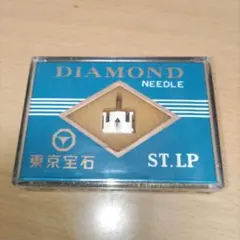 DIAMOND
NEEDLE
東京宝石
ST.LP